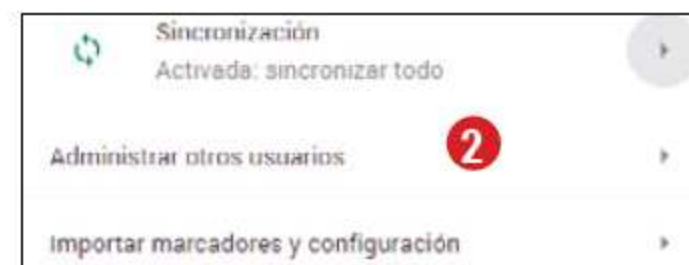 Sincronización
Activada: sincronizar todo
Administrar otros usuarios
2
Importar marcadores y configuración